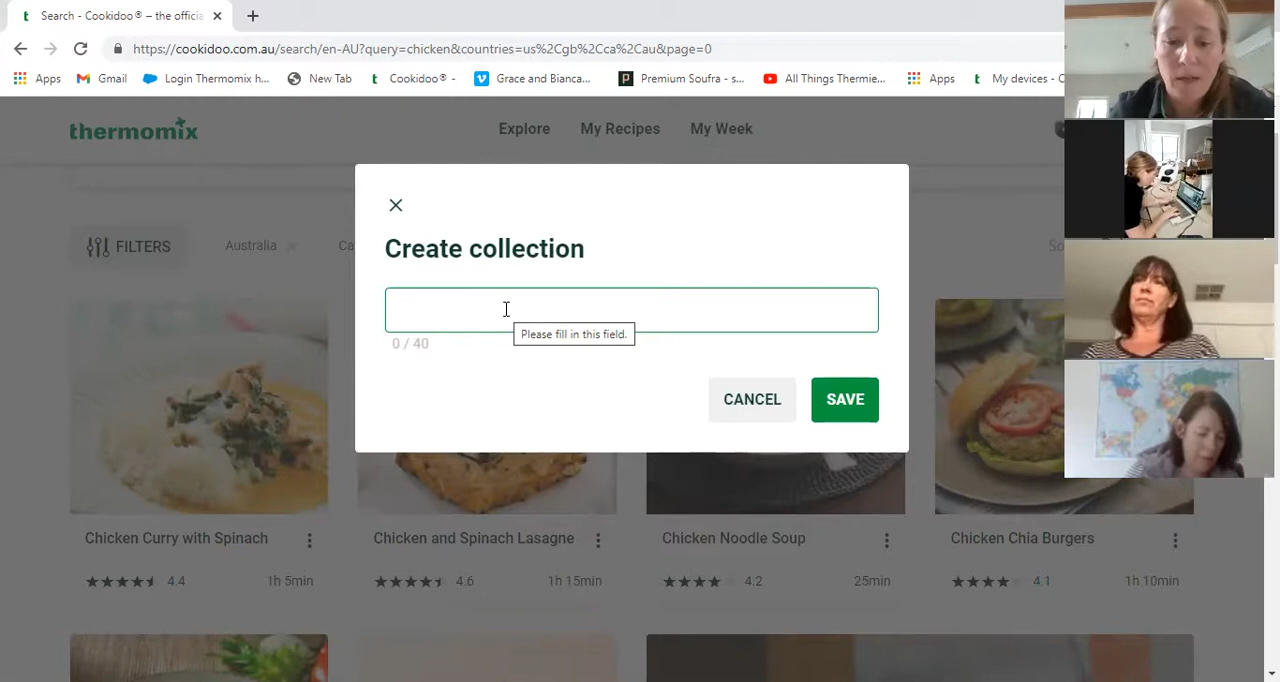 Search - Cookidoo® – the officia
https://cookidoo.com.au/search/en-AU?query=chicken&countries=us%2Cgb%2Cca%2Cau&page=0
Apps Gmail Login Thermomix h... New Tab Cookidoo® - Grace and Bianca... Premium Soufra - s... All Things Thermie... Apps My devices - C
thermomix
Explore My Recipes My Week
Create collection
FILTERS Australia
Please fill in this field.
0 / 40
CANCEL SAVE
Chicken Curry with Spinach Chicken and Spinach Lasagne Chicken Noodle Soup Chicken Chia Burgers
4.4 1h 5min 4.6 1h 15min 4.2 25min 4.1 1h 10min